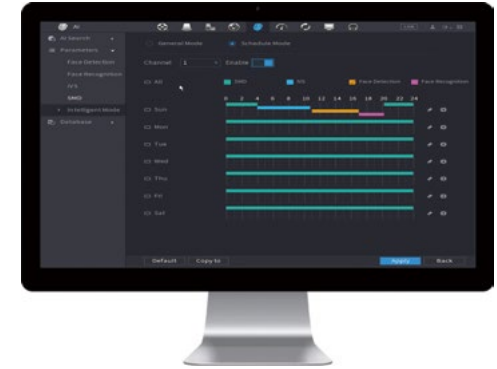 AI
LIVE
AI Search
Parameters
Face Detection
Face Recognition
IVS
SMD
Intelligent Mode
Database
General Mode
Schedule Mode
Channel 1 Enable
All SMD IVS Face Detection Face Recognition
0 2 4 6 8 10 12 14 16 18 20 22 24
Sun
Mon
Tue
Wed
Thu
Fri
Sat
Default Copy to Apply Back